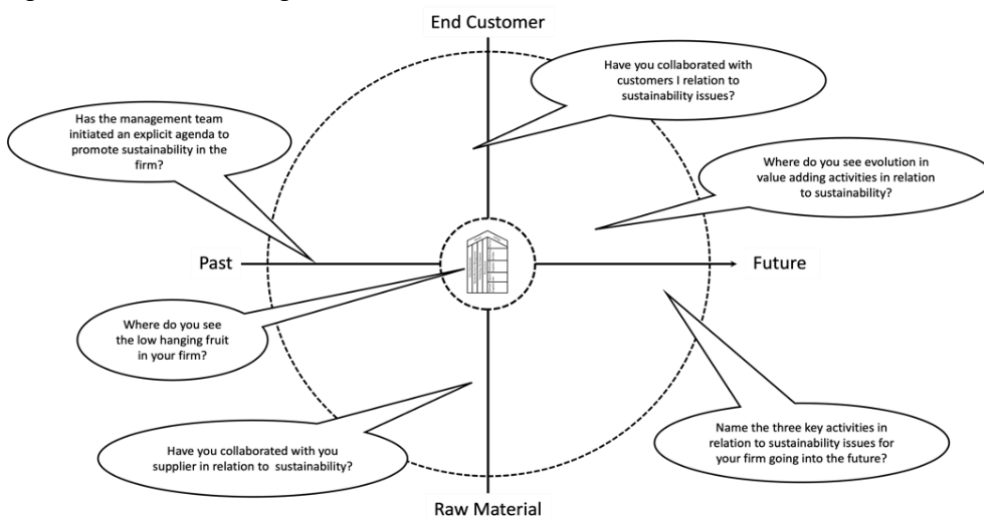 End Customer
Have you collaborated with
customers I relation to
sustainability issues?
Has the management team
initiated an explicit agenda to
promote sustainability in the
firm?
Where do you see evolution in
value adding activities in relation
to sustainability?
Past
Future
Where do you see
the low hanging fruit
in your firm?
Name the three key activities in
relation to sustainability issues for
your firm going into the future?
Have you collaborated with you
supplier in relation to sustainability?
Raw Material